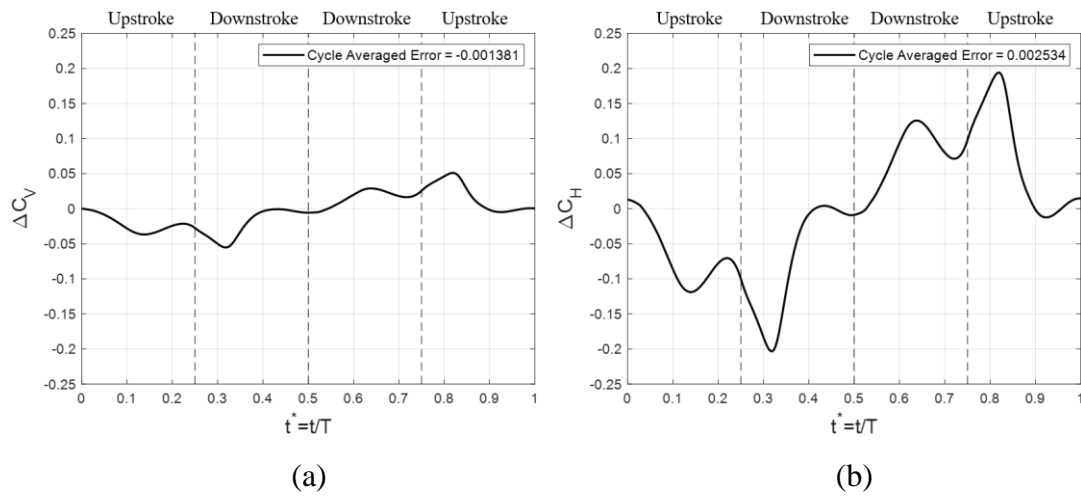 Upstroke Downstroke Downstroke Upstroke
Cycle Averaged Error = -0.001381
0.25
0.2
0.15
0.1
0.05
0
-0.05
-0.1
-0.15
-0.2
-0.25
ΔC_V
0 0.1 0.2 0.3 0.4 0.5 0.6 0.7 0.8 0.9 1
t*=t/T
(a)
Upstroke Downstroke Downstroke Upstroke
Cycle Averaged Error = 0.002534
0.25
0.2
0.15
0.1
0.05
0
-0.05
-0.1
-0.15
-0.2
-0.25
ΔC_H
0 0.1 0.2 0.3 0.4 0.5 0.6 0.7 0.8 0.9 1
t*=t/T
(b)